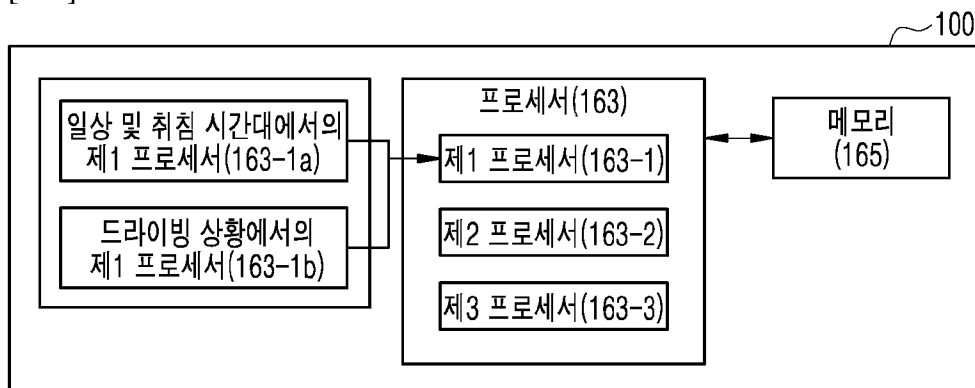 100
일상 및 취침 시간대에서의
제1 프로세서(163-1a)
드라이빙 상황에서의
제1 프로세서(163-1b)
프로세서(163)
제1 프로세서(163-1)
제2 프로세서(163-2)
제3 프로세서(163-3)
메모리
(165)